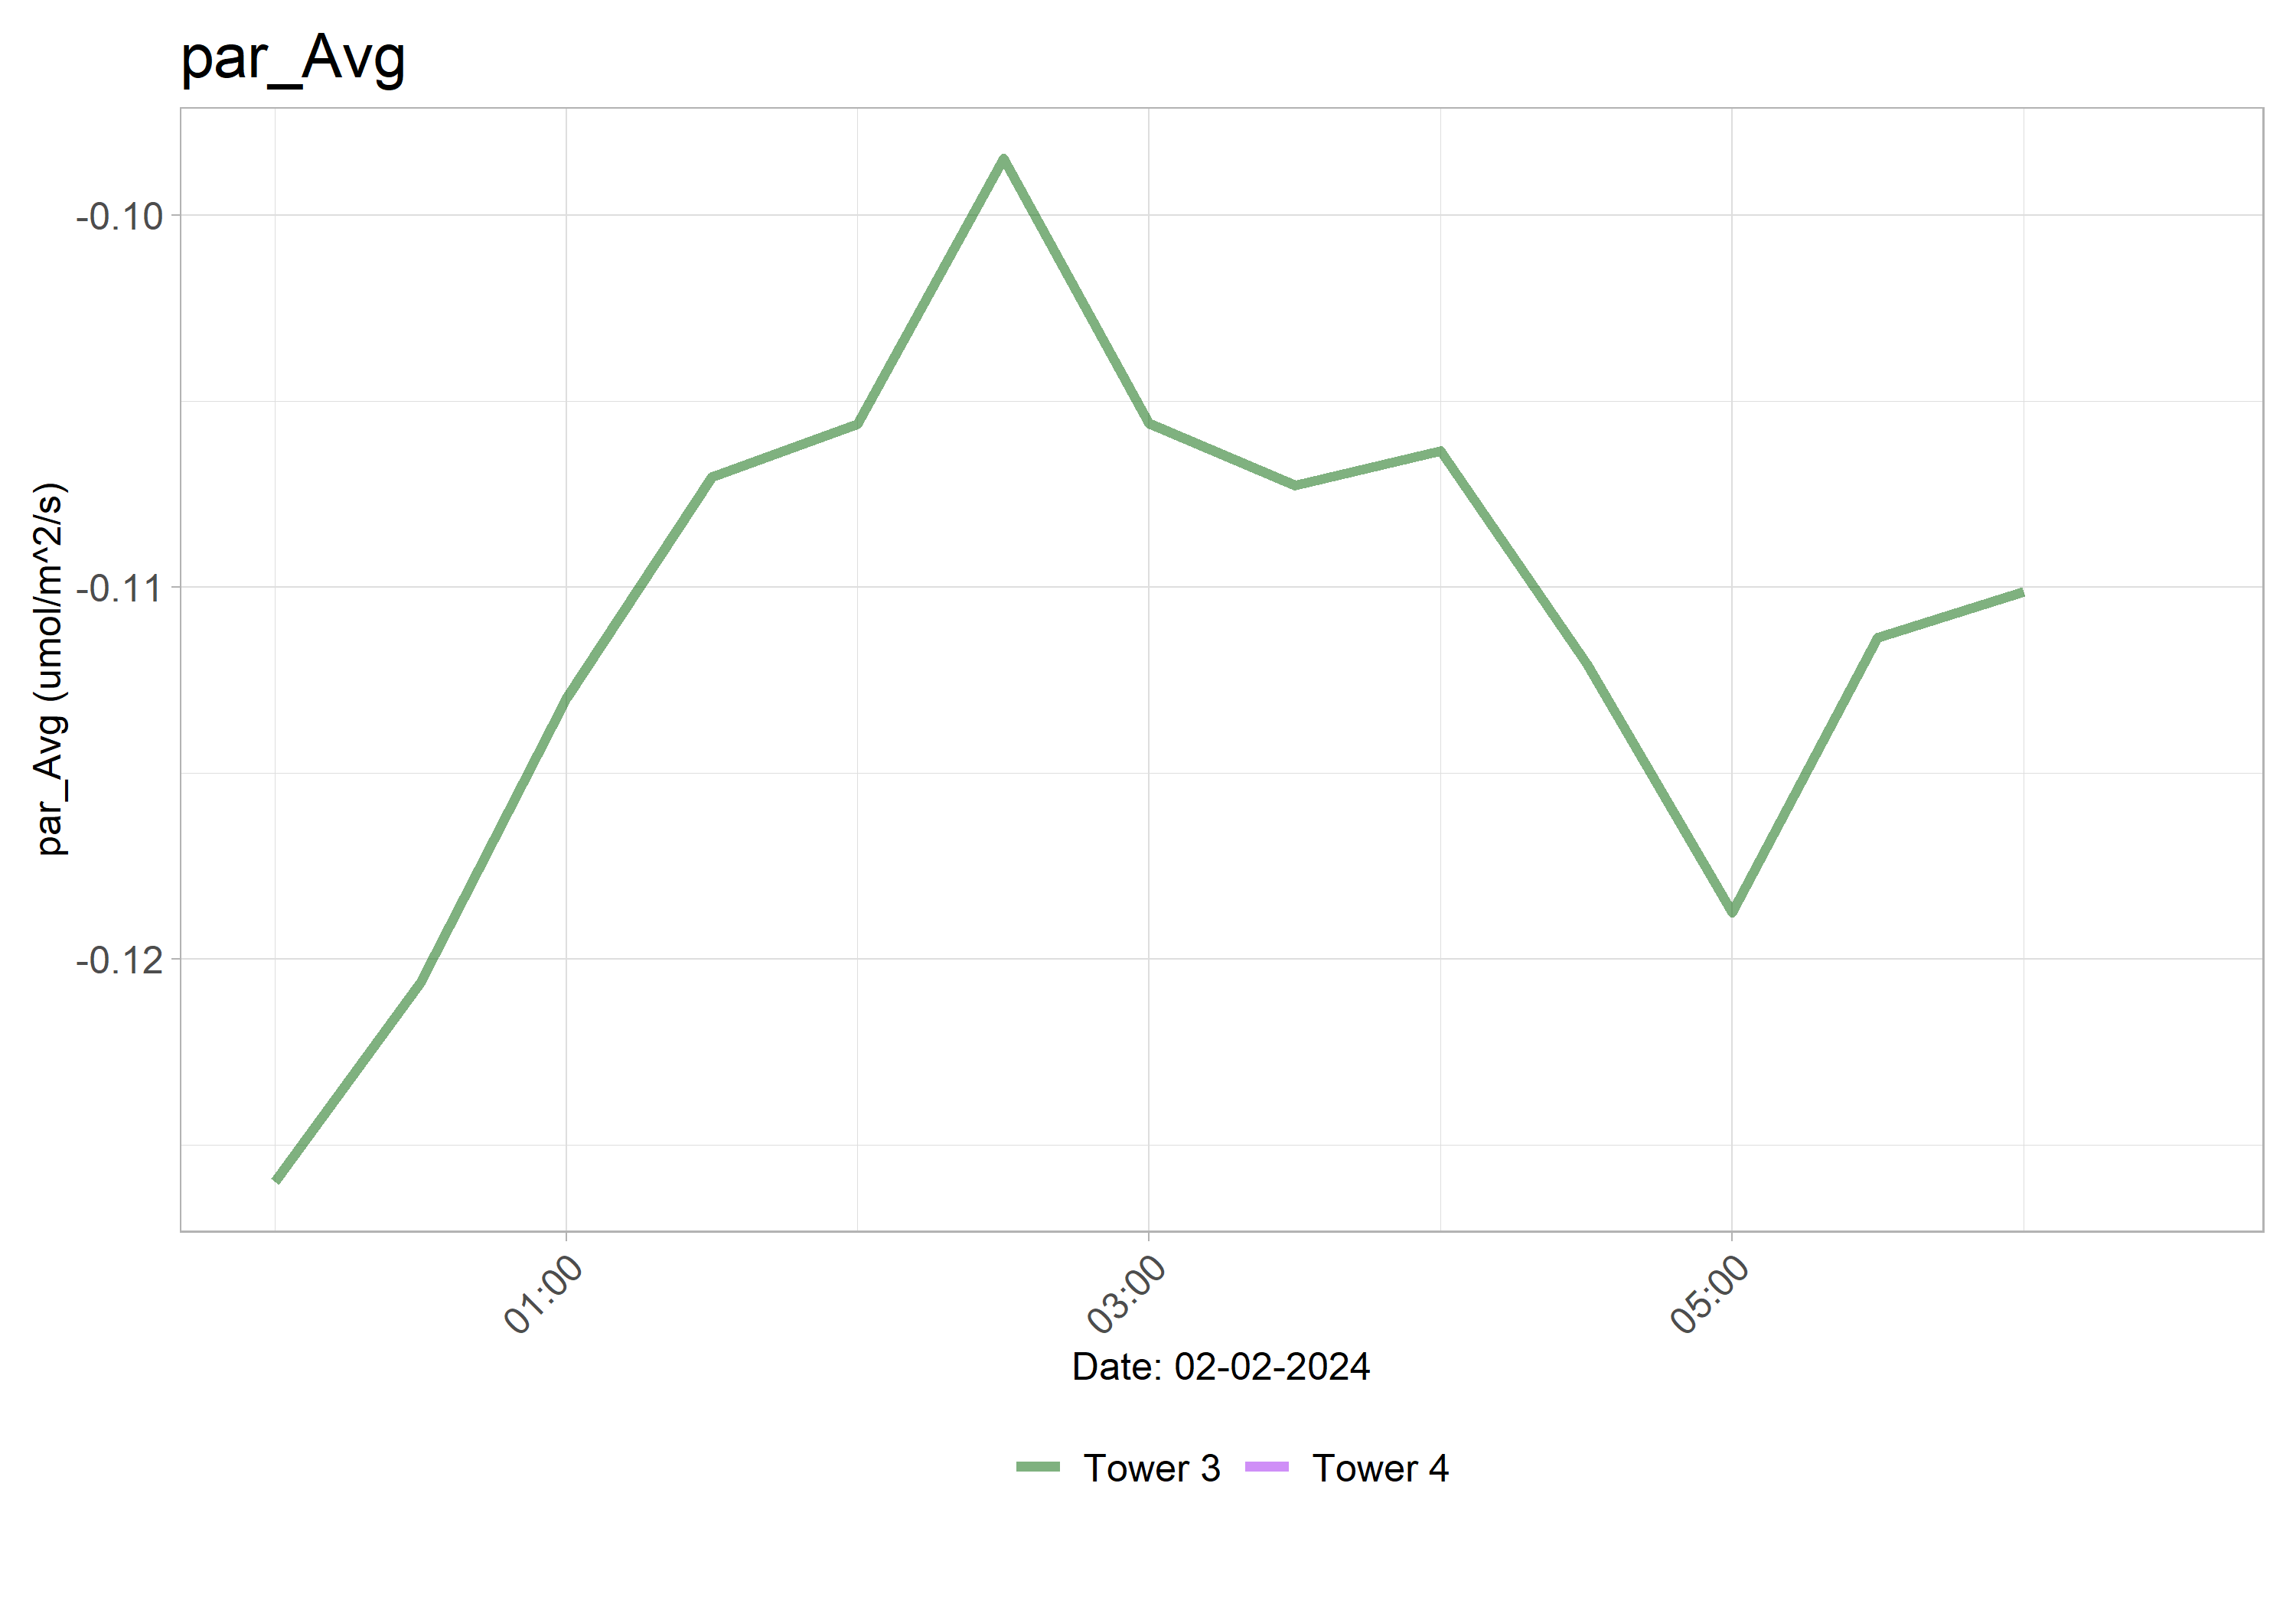 par_Avg
par_Avg (umol/m^2/s)
-0.10
-0.11
-0.12
01:00 03:00 05:00
Date: 02-02-2024
Tower 3 Tower 4